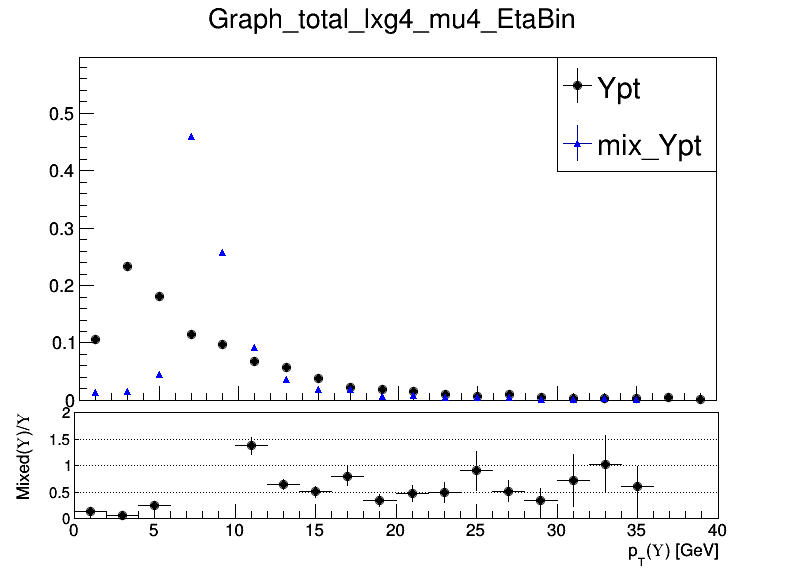 Graph_total_lxg4_mu4_EtaBin
Ypt
mix_Ypt
0.5
0.4
0.3
0.2
0.1
0
2
1.5
1
0.5
0
Mixed(Υ)/Υ
0 5 10 15 20 25 30 35 40
p_T(Υ) [GeV]